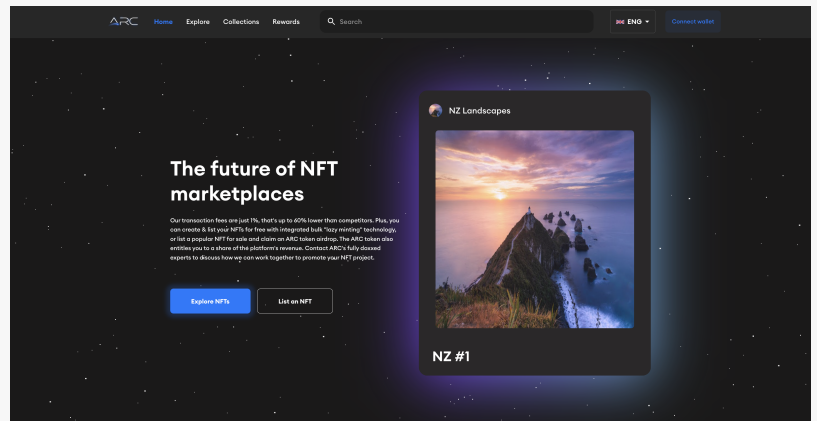 ARC
Home Explore Collections Rewards Search ENG Connect wallet
NZ Landscapes
The future of NFT
marketplaces
Our transaction fees are just 1%, that's up to 60% lower than competitors. Plus, you
can create & list your NFTs for free with integrated bulk "lazy minting" technology,
or list a popular NFT for sale and claim an ARC token airdrop. The ARC token also
entitles you to a share of the platform's revenue. Contact ARC's fully doxxed
experts to discuss how we can work together to promote your NFT project.
Explore NFTs List an NFT
NZ #1